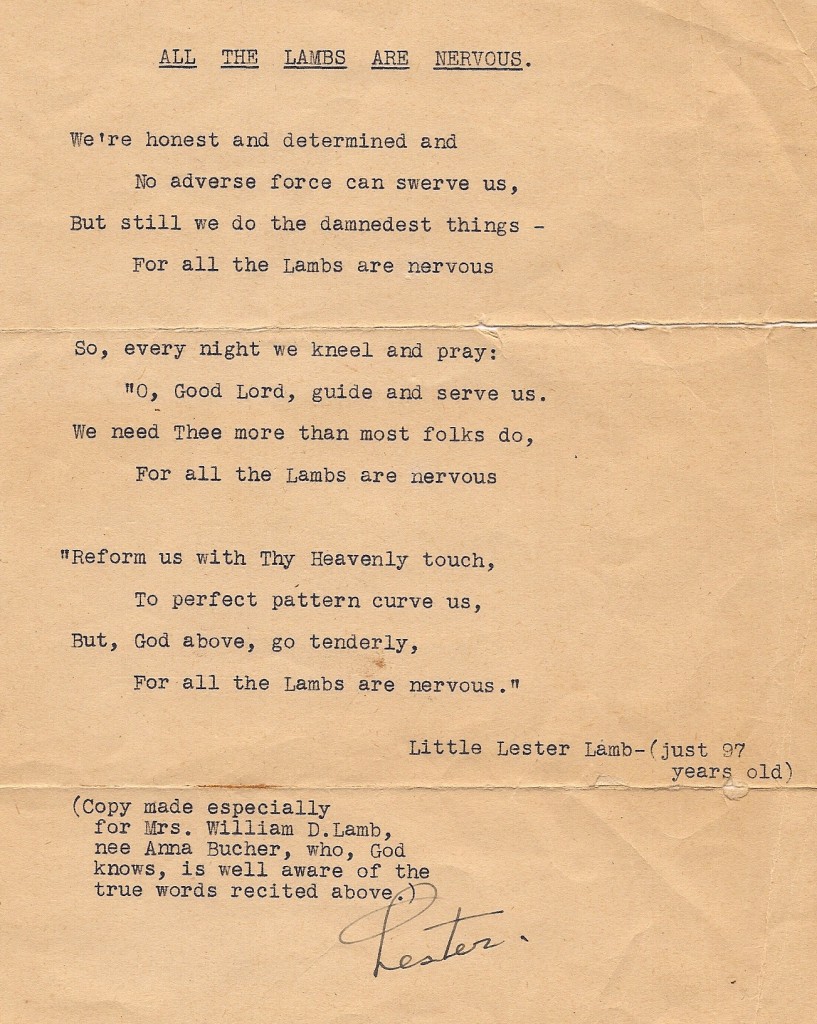 ALL THE LAMBS ARE NERVOUS.
We're honest and determined and
No adverse force can swerve us,
But still we do the damnedest things -
For all the Lambs are nervous
So, every night we kneel and pray:
"O, Good Lord, guide and serve us.
We need Thee more than most folks do,
For all the Lambs are nervous
"Reform us with Thy Heavenly touch,
To perfect pattern curve us,
But, God above, go tenderly,
For all the Lambs are nervous."
Little Lester Lamb-(just 97
years old)
(Copy made especially
for Mrs. William D.Lamb,
nee Anna Bucher, who, God
knows, is well aware of the
true words recited above.)
Lester.